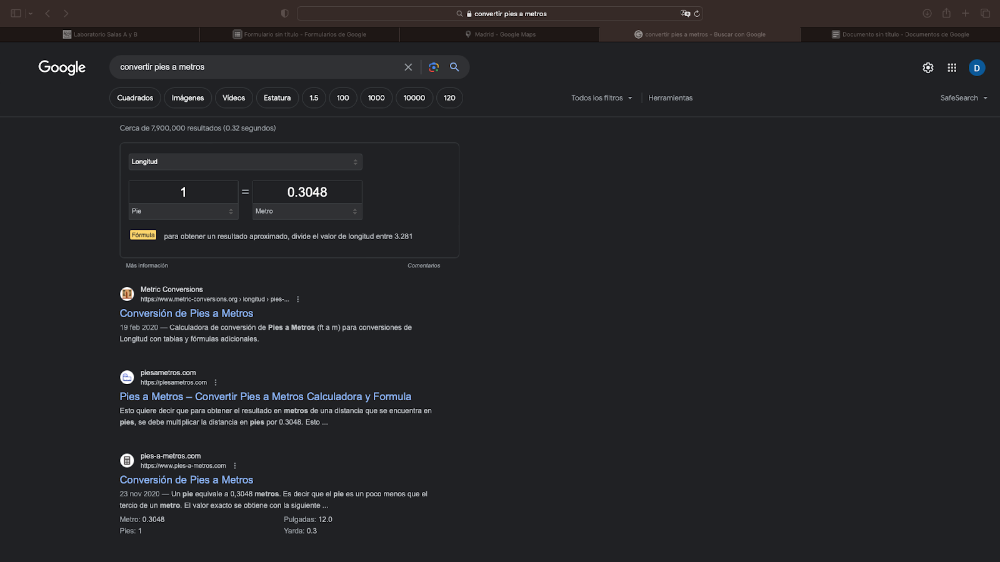 convertir pies a metros
Laboratorio Salas A y B
Formulario sin título - Formularios de Google
Madrid - Google Maps
convertir pies a metros - Buscar con Google
Documento sin título - Documentos de Google
Google
convertir pies a metros
D
Cuadrados
Imágenes
Vídeos
Estatura
1.5
100
1000
10000
120
Todos los filtros
Herramientas
SafeSearch
Cerca de 7,900,000 resultados (0.32 segundos)
Longitud
1 = 0.3048
Pie
Metro
Fórmula para obtener un resultado aproximado, divide el valor de longitud entre 3.281
Más información
Comentarios
Metric Conversions
https://www.metric-conversions.org › longitud › pies-...
Conversión de Pies a Metros
19 feb 2020 — Calculadora de conversión de Pies a Metros (ft a m) para conversiones de
Longitud con tablas y fórmulas adicionales.
piesametros.com
https://piesametros.com
Pies a Metros – Convertir Pies a Metros Calculadora y Formula
Esto quiere decir que para obtener el resultado en metros de una distancia que se encuentra en
pies, se debe multiplicar la distancia en pies por 0.3048. Esto ...
pies-a-metros.com
https://www.pies-a-metros.com
Conversión de Pies a Metros
23 nov 2020 — Un pie equivale a 0,3048 metros. Es decir que el pie es un poco menos que el
tercio de un metro. El valor exacto se obtiene con la siguiente ...
Metro: 0.3048
Pulgadas: 12.0
Pies: 1
Yarda: 0.3